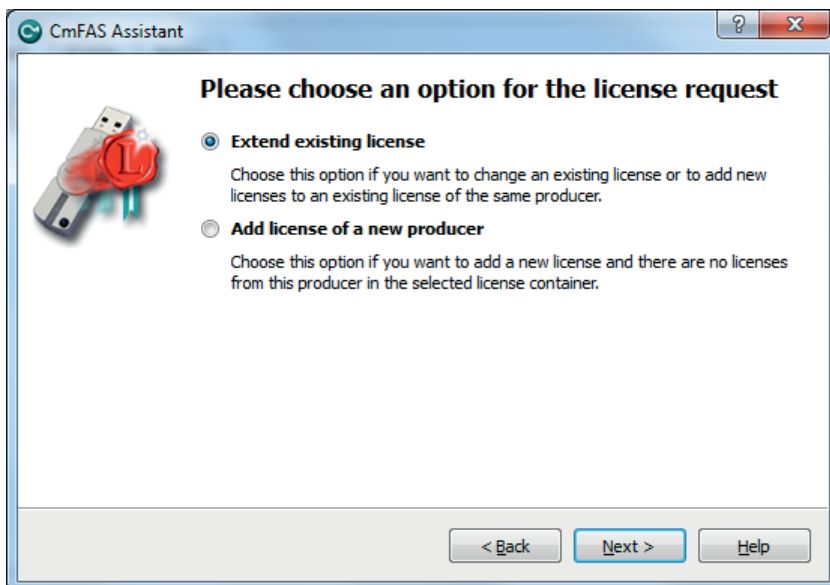 CmFAS Assistant
?
X
Please choose an option for the license request
Extend existing license
Choose this option if you want to change an existing license or to add new
licenses to an existing license of the same producer.
Add license of a new producer
Choose this option if you want to add a new license and there are no licenses
from this producer in the selected license container.
L
< Back
Next >
Help